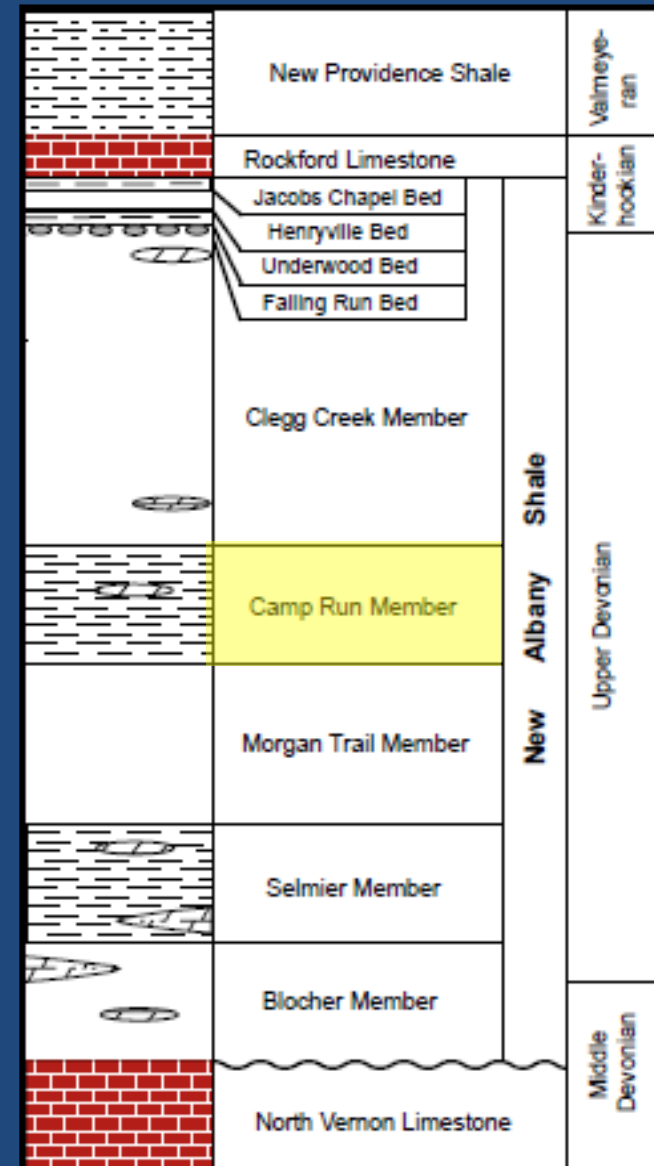 New Providence Shale
Rockford Limestone
Jacobs Chapel Bed
Henryville Bed
Underwood Bed
Falling Run Bed
Clegg Creek Member
Camp Run Member
Morgan Trail Member
Selmier Member
Blocher Member
North Vernon Limestone
New Albany Shale
Valmeye-
ran
Kinder-
hookian
Upper Devonian
Middle
Devonian